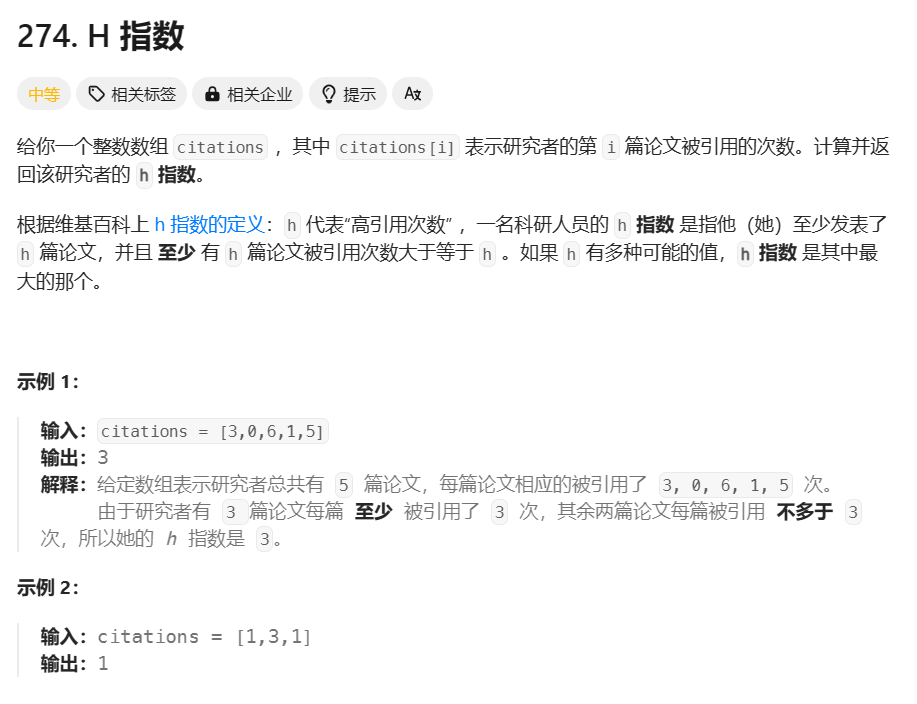 274. H 指数
中等 相关标签 相关企业 提示 Ax
给你一个整数数组 citations ，其中 citations[i] 表示研究者的第 i 篇论文被引用的次数。计算并返
回该研究者的 h 指数。
根据维基百科上 h 指数的定义：h 代表“高引用次数” ，一名科研人员的 h 指数 是指他（她）至少发表了
h 篇论文，并且 至少 有 h 篇论文被引用次数大于等于 h 。如果 h 有多种可能的值，h 指数 是其中最
大的那个。
示例 1：
输入：citations = [3,0,6,1,5]
输出：3
解释：给定数组表示研究者总共有 5 篇论文，每篇论文相应的被引用了 3, 0, 6, 1, 5 次。
由于研究者有 3 篇论文每篇 至少 被引用了 3 次，其余两篇论文每篇被引用 不多于 3
次，所以她的 h 指数是 3。
示例 2：
输入：citations = [1,3,1]
输出：1